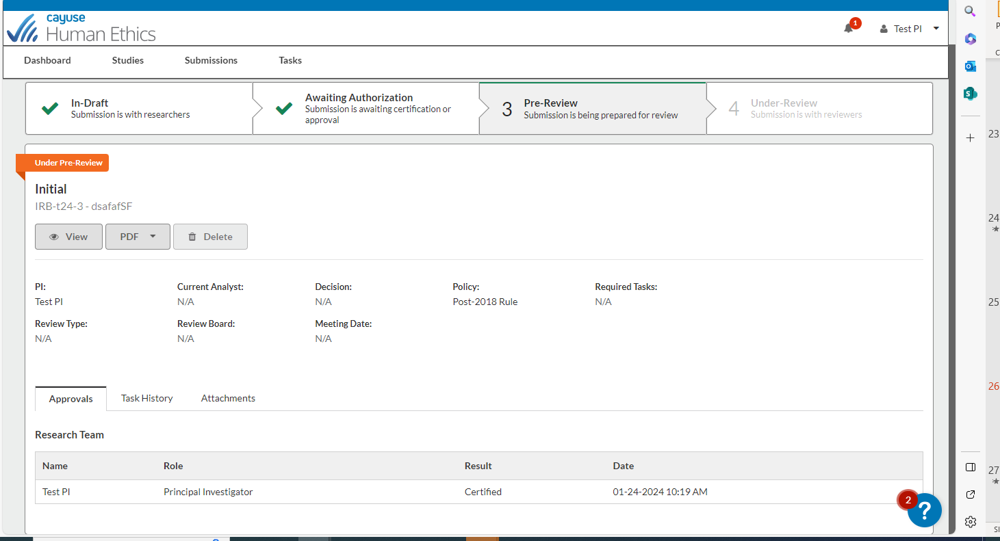 cayuse
Human Ethics
1
Test PI
Dashboard Studies Submissions Tasks
In-Draft
Submission is with researchers
Awaiting Authorization
Submission is awaiting certification or
approval
3
Pre-Review
Submission is being prepared for review
4
Under-Review
Submission is with reviewers
Under Pre-Review
Initial
IRB-t24-3 - dsafafSF
View PDF Delete
PI: Current Analyst: Decision: Policy: Required Tasks:
Test PI N/A N/A Post-2018 Rule N/A
Review Type: Review Board: Meeting Date:
N/A N/A N/A
Approvals Task History Attachments
Research Team
Name Role Result Date
Test PI Principal Investigator Certified 01-24-2024 10:19 AM
2
?
23
24
25
26
27